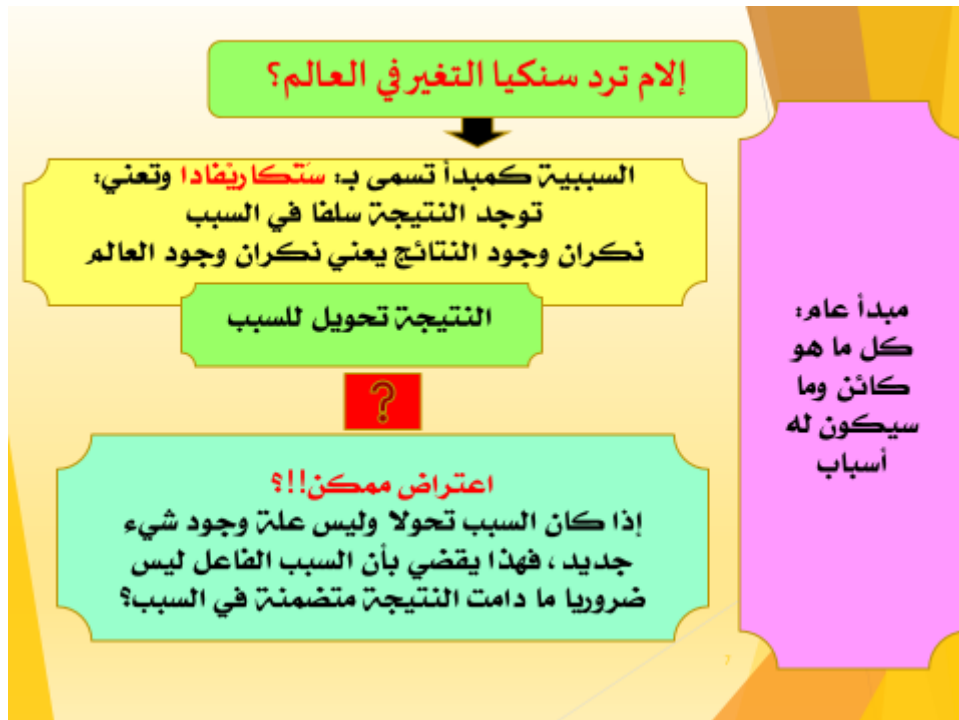 إلام ترد سنكيا التغير في العالم؟
السببية كمبدأ تسمى بـ: سَتكاريْفادا وتعني:
توجد النتيجة سلفا في السبب
نكران وجود النتائج يعني نكران وجود العالم
النتيجة تحويل للسبب
?
اعتراض ممكن!!؟
إذا كان السبب تحولا وليس علة وجود شيء
جديد ، فهذا يقضي بأن السبب الفاعل ليس
ضروريا ما دامت النتيجة متضمنة في السبب؟
مبدأ عام:
كل ما هو
كائن وما
سيكون له
أسباب
7